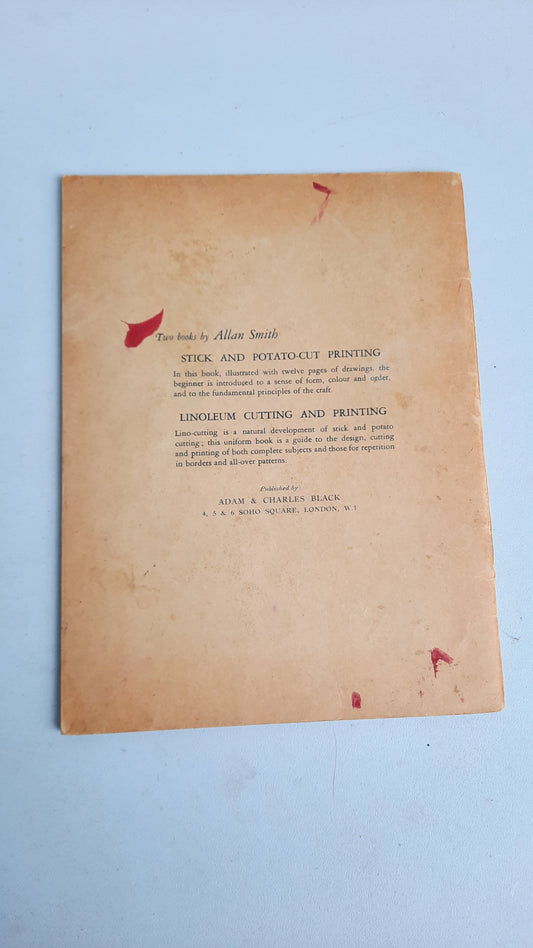 Two books by Allan Smith
STICK AND POTATO-CUT PRINTING
In this book, illustrated with twelve pages of drawings, the
beginner is introduced to a sense of form, colour and order,
and to the fundamental principles of the craft.
LINOLEUM CUTTING AND PRINTING
Lino-cutting is a natural development of stick and potato
cutting; this uniform book is a guide to the design, cutting
and printing of both complete subjects and those for repetition
in borders and all-over patterns.
Published by
ADAM & CHARLES BLACK
4, 5 & 6 SOHO SQUARE, LONDON, W.1